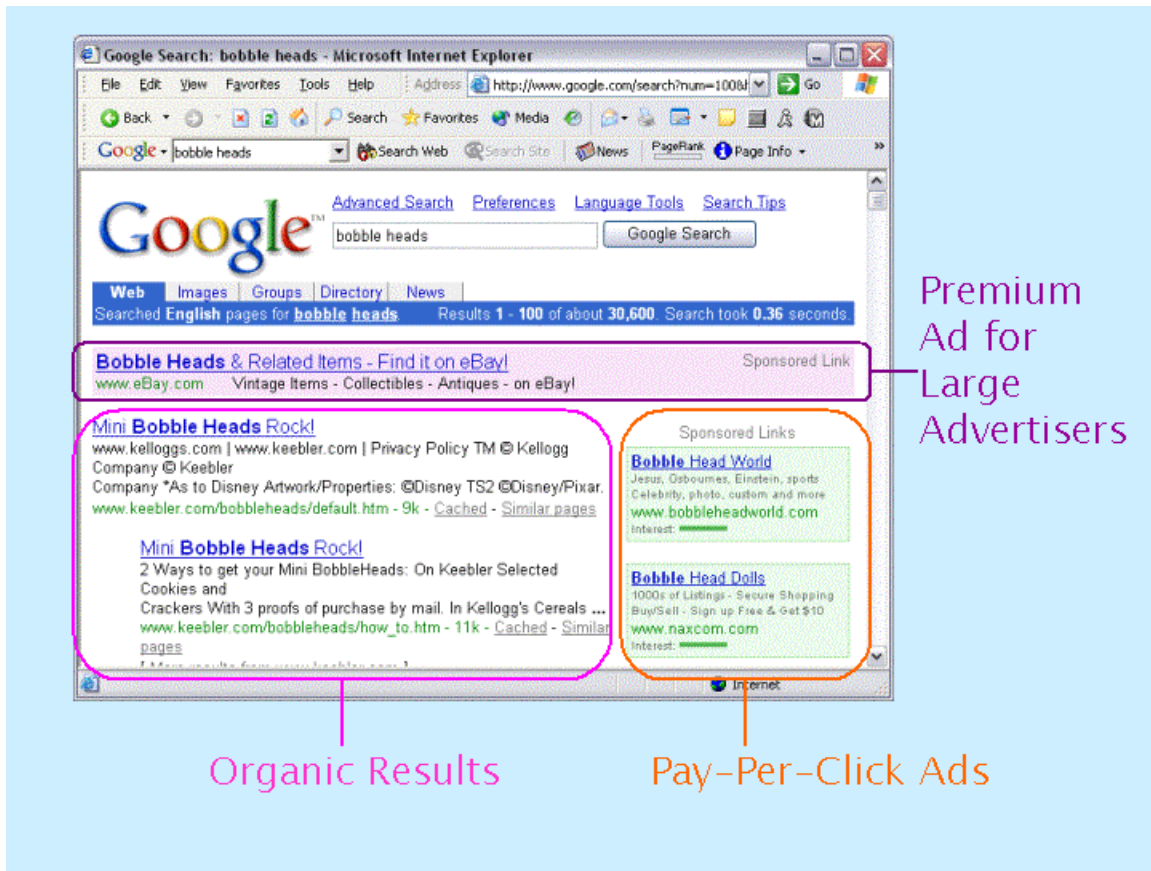 Google Search: bobble heads - Microsoft Internet Explorer
File Edit View Favorites Tools Help Address http://www.google.com/search?num=100& Go
Back Search Favorites Media
Google bobble heads Search Web Search Site News PageRank Page Info »
Google™
Advanced Search Preferences Language Tools Search Tips
bobble heads Google Search
Web Images Groups Directory News
Searched English pages for bobble heads. Results 1 - 100 of about 30,600. Search took 0.36 seconds.
Bobble Heads & Related Items - Find it on eBay! Sponsored Link
www.eBay.com Vintage Items - Collectibles - Antiques - on eBay!
Premium
Ad for
Large
Advertisers
Mini Bobble Heads Rock!
www.kelloggs.com | www.keebler.com | Privacy Policy TM © Kellogg
Company © Keebler
Company *As to Disney Artwork/Properties: ©Disney TS2 ©Disney/Pixar.
www.keebler.com/bobbleheads/default.htm - 9k - Cached - Similar pages
Mini Bobble Heads Rock!
2 Ways to get your Mini BobbleHeads: On Keebler Selected
Cookies and
Crackers With 3 proofs of purchase by mail. In Kellogg's Cereals ...
www.keebler.com/bobbleheads/how_to.htm - 11k - Cached - Similar
pages
[ More results from www.keebler.com ]
Sponsored Links
Bobble Head World
Jesus, Osbournes, Einstein, sports
Celebrity, photo, custom and more
www.bobbleheadworld.com
Interest:
Bobble Head Dolls
1000s of Listings - Secure Shopping
Buy/Sell - Sign up Free & Get $10
www.naxcom.com
Interest:
Internet
Organic Results
Pay-Per-Click Ads